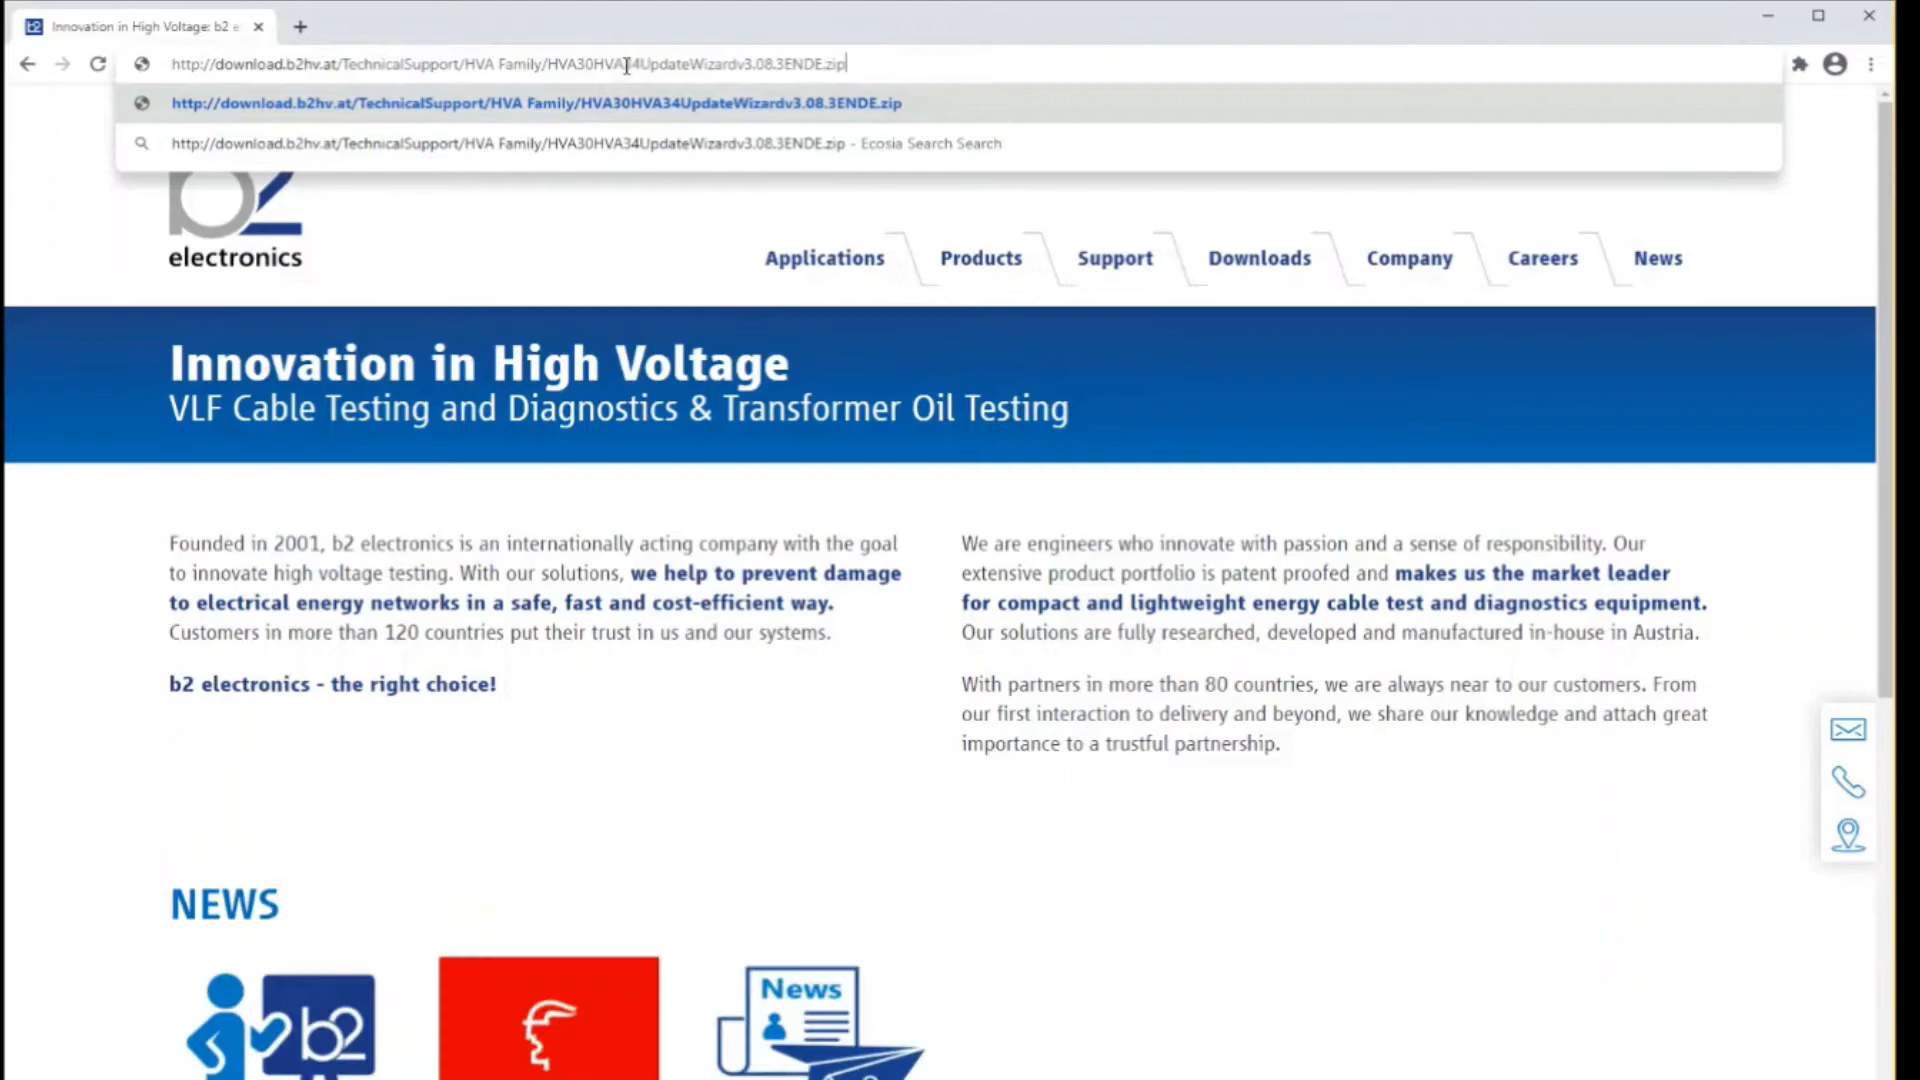 Innovation in High Voltage: b2 e
http://download.b2hv.at/TechnicalSupport/HVA Family/HVA30HVA34UpdateWizardv3.08.3ENDE.zip
http://download.b2hv.at/TechnicalSupport/HVA Family/HVA30HVA34UpdateWizardv3.08.3ENDE.zip
http://download.b2hv.at/TechnicalSupport/HVA Family/HVA30HVA34UpdateWizardv3.08.3ENDE.zip - Ecosia Search Search
b2
electronics
Applications
Products
Support
Downloads
Company
Careers
News
Innovation in High Voltage
VLF Cable Testing and Diagnostics & Transformer Oil Testing
Founded in 2001, b2 electronics is an internationally acting company with the goal
to innovate high voltage testing. With our solutions, we help to prevent damage
to electrical energy networks in a safe, fast and cost-efficient way.
Customers in more than 120 countries put their trust in us and our systems.
b2 electronics - the right choice!
We are engineers who innovate with passion and a sense of responsibility. Our
extensive product portfolio is patent proofed and makes us the market leader
for compact and lightweight energy cable test and diagnostics equipment.
Our solutions are fully researched, developed and manufactured in-house in Austria.
With partners in more than 80 countries, we are always near to our customers. From
our first interaction to delivery and beyond, we share our knowledge and attach great
importance to a trustful partnership.
NEWS
b2
News